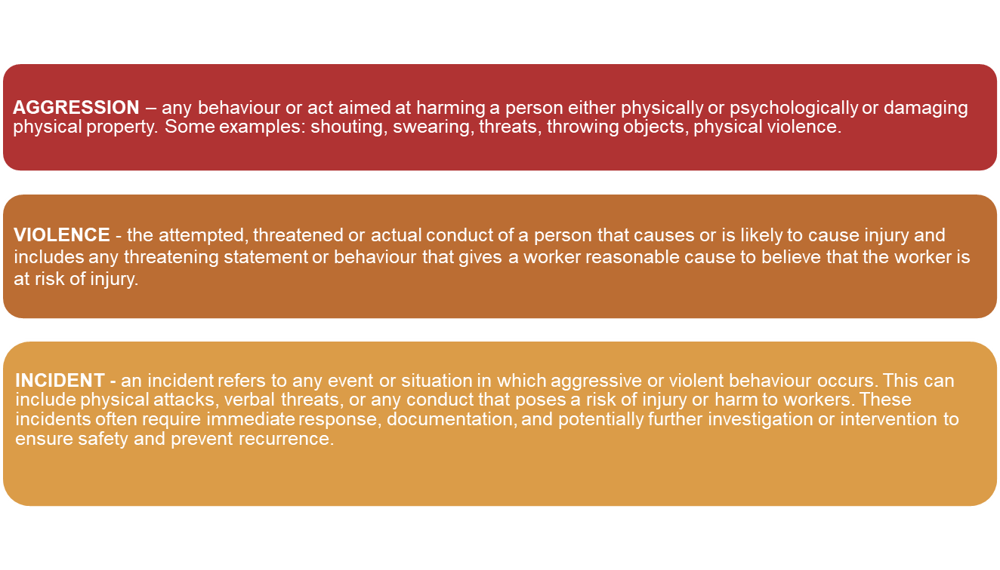 AGGRESSION – any behaviour or act aimed at harming a person either physically or psychologically or damaging
physical property. Some examples: shouting, swearing, threats, throwing objects, physical violence.
VIOLENCE - the attempted, threatened or actual conduct of a person that causes or is likely to cause injury and
includes any threatening statement or behaviour that gives a worker reasonable cause to believe that the worker is
at risk of injury.
INCIDENT - an incident refers to any event or situation in which aggressive or violent behaviour occurs. This can
include physical attacks, verbal threats, or any conduct that poses a risk of injury or harm to workers. These
incidents often require immediate response, documentation, and potentially further investigation or intervention to
ensure safety and prevent recurrence.